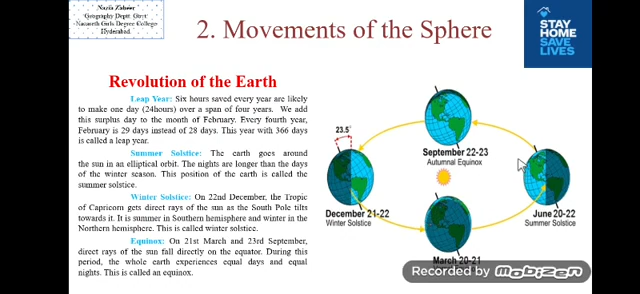 Nazia Zaheer
Geography Deptt Govt
Nazareth Girls Degree College
Hyderabad
2. Movements of the Sphere
STAY
HOME
SAVE
LIVES
Revolution of the Earth
Leap Year: Six hours saved every year are likely
to make one day (24hours) over a span of four years. We add
this surplus day to the month of February. Every fourth year,
February is 29 days instead of 28 days. This year with 366 days
is called a leap year.
Summer Solstice: The earth goes around
the sun in an elliptical orbit. The nights are longer than the days
of the winter season. This position of the earth is called the
summer solstice.
Winter Solstice: On 22nd December, the Tropic
of Capricorn gets direct rays of the sun as the South Pole tilts
towards it. It is summer in Southern hemisphere and winter in the
Northern hemisphere. This is called winter solstice.
Equinox: On 21st March and 23rd September,
direct rays of the sun fall directly on the equator. During this
period, the whole earth experiences equal days and equal
nights. This is called an equinox.
23.5°
September 22-23
Autumnal Equinox
December 21-22
Winter Solstice
June 20-22
Summer Solstice
March 20-21
Recorded by Mobizen